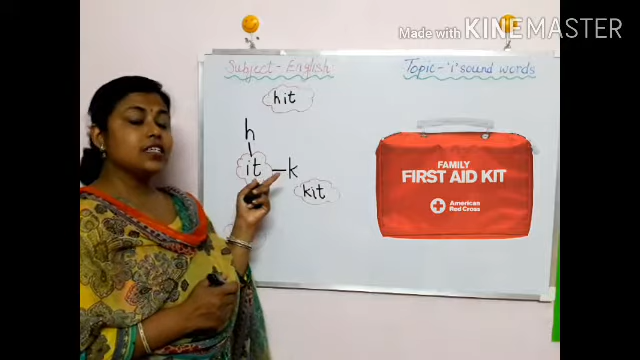 Made with KINEMASTER
Subject - English
Topic - 'i' sound words
hit
h
it - k
kit
FAMILY
FIRST AID KIT
American
Red Cross